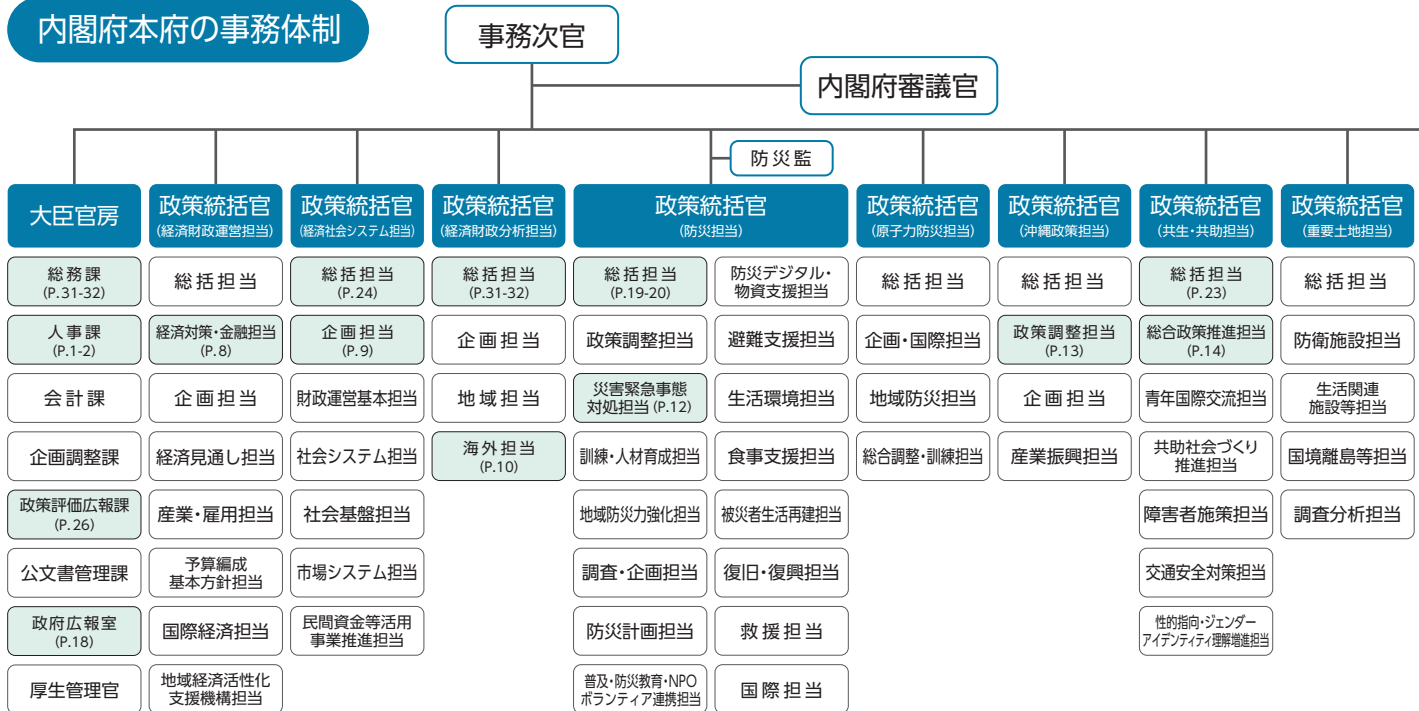 内閣府本府の事務体制
事務次官
内閣府審議官
防災監
大臣官房
総務課
(P.31-32)
人事課
(P.1-2)
会計課
企画調整課
政策評価広報課
(P.26)
公文書管理課
政府広報室
(P.18)
厚生管理官
政策統括官
(経済財政運営担当)
総括担当
経済対策・金融担当
(P.8)
企画担当
経済見通し担当
産業・雇用担当
予算編成
基本方針担当
国際経済担当
地域経済活性化
支援機構担当
政策統括官
(経済社会システム担当)
総括担当
(P.24)
企画担当
(P.9)
財政運営基本担当
社会システム担当
社会基盤担当
市場システム担当
民間資金等活用
事業推進担当
政策統括官
(経済財政分析担当)
総括担当
(P.31-32)
企画担当
地域担当
海外担当
(P.10)
政策統括官
(防災担当)
総括担当
(P.19-20)
政策調整担当
災害緊急事態
対処担当(P.12)
訓練・人材育成担当
地域防災力強化担当
調査・企画担当
防災計画担当
普及・防災教育・NPO
ボランティア連携担当
防災デジタル・
物資支援担当
避難支援担当
生活環境担当
食事支援担当
被災者生活再建担当
復旧・復興担当
救援担当
国際担当
政策統括官
(原子力防災担当)
総括担当
企画・国際担当
地域防災担当
総合調整・訓練担当
政策統括官
(沖縄政策担当)
総括担当
政策調整担当
(P.13)
企画担当
産業振興担当
政策統括官
(共生・共助担当)
総括担当
(P.23)
総合政策推進担当
(P.14)
青年国際交流担当
共助社会づくり
推進担当
障害者施策担当
交通安全対策担当
性的指向・ジェンダー
アイデンティティ理解増進担当
政策統括官
(重要土地担当)
総括担当
防衛施設担当
生活関連
施設等担当
国境離島等担当
調査分析担当